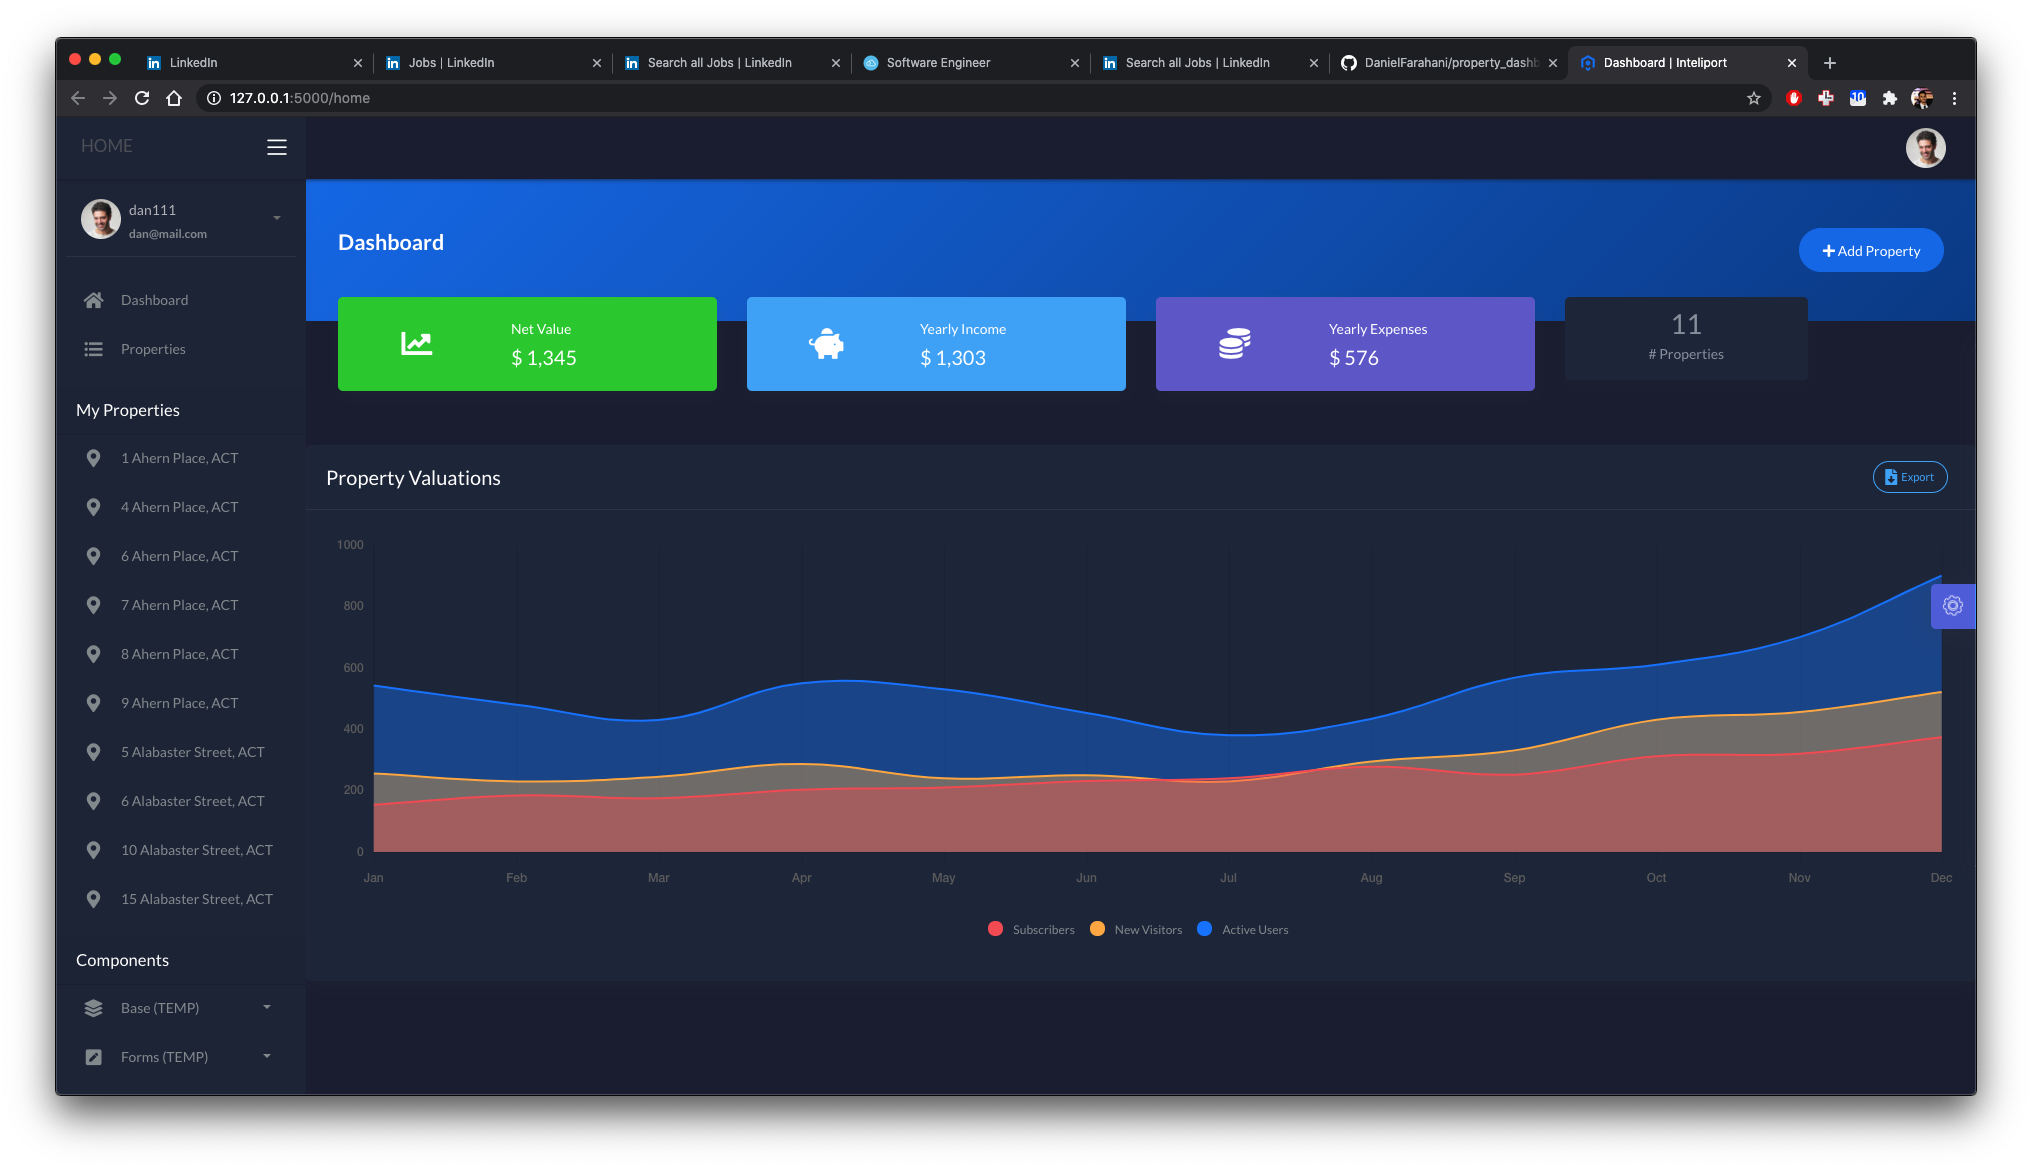 LinkedIn
Jobs | LinkedIn
Search all Jobs | LinkedIn
Software Engineer
Search all Jobs | LinkedIn
DanielFarahani/property_dashb
Dashboard | Inteliport
127.0.0.1:5000/home
10
HOME
dan111
dan@mail.com
Dashboard
Properties
My Properties
1 Ahern Place, ACT
4 Ahern Place, ACT
6 Ahern Place, ACT
7 Ahern Place, ACT
8 Ahern Place, ACT
9 Ahern Place, ACT
5 Alabaster Street, ACT
6 Alabaster Street, ACT
10 Alabaster Street, ACT
15 Alabaster Street, ACT
Components
Base (TEMP)
Forms (TEMP)
Dashboard
Add Property
Net Value
$ 1,345
Yearly Income
$ 1,303
Yearly Expenses
$ 576
11
# Properties
Property Valuations
Export
1000
800
600
400
200
0
Jan Feb Mar Apr May Jun Jul Aug Sep Oct Nov Dec
Subscribers New Visitors Active Users